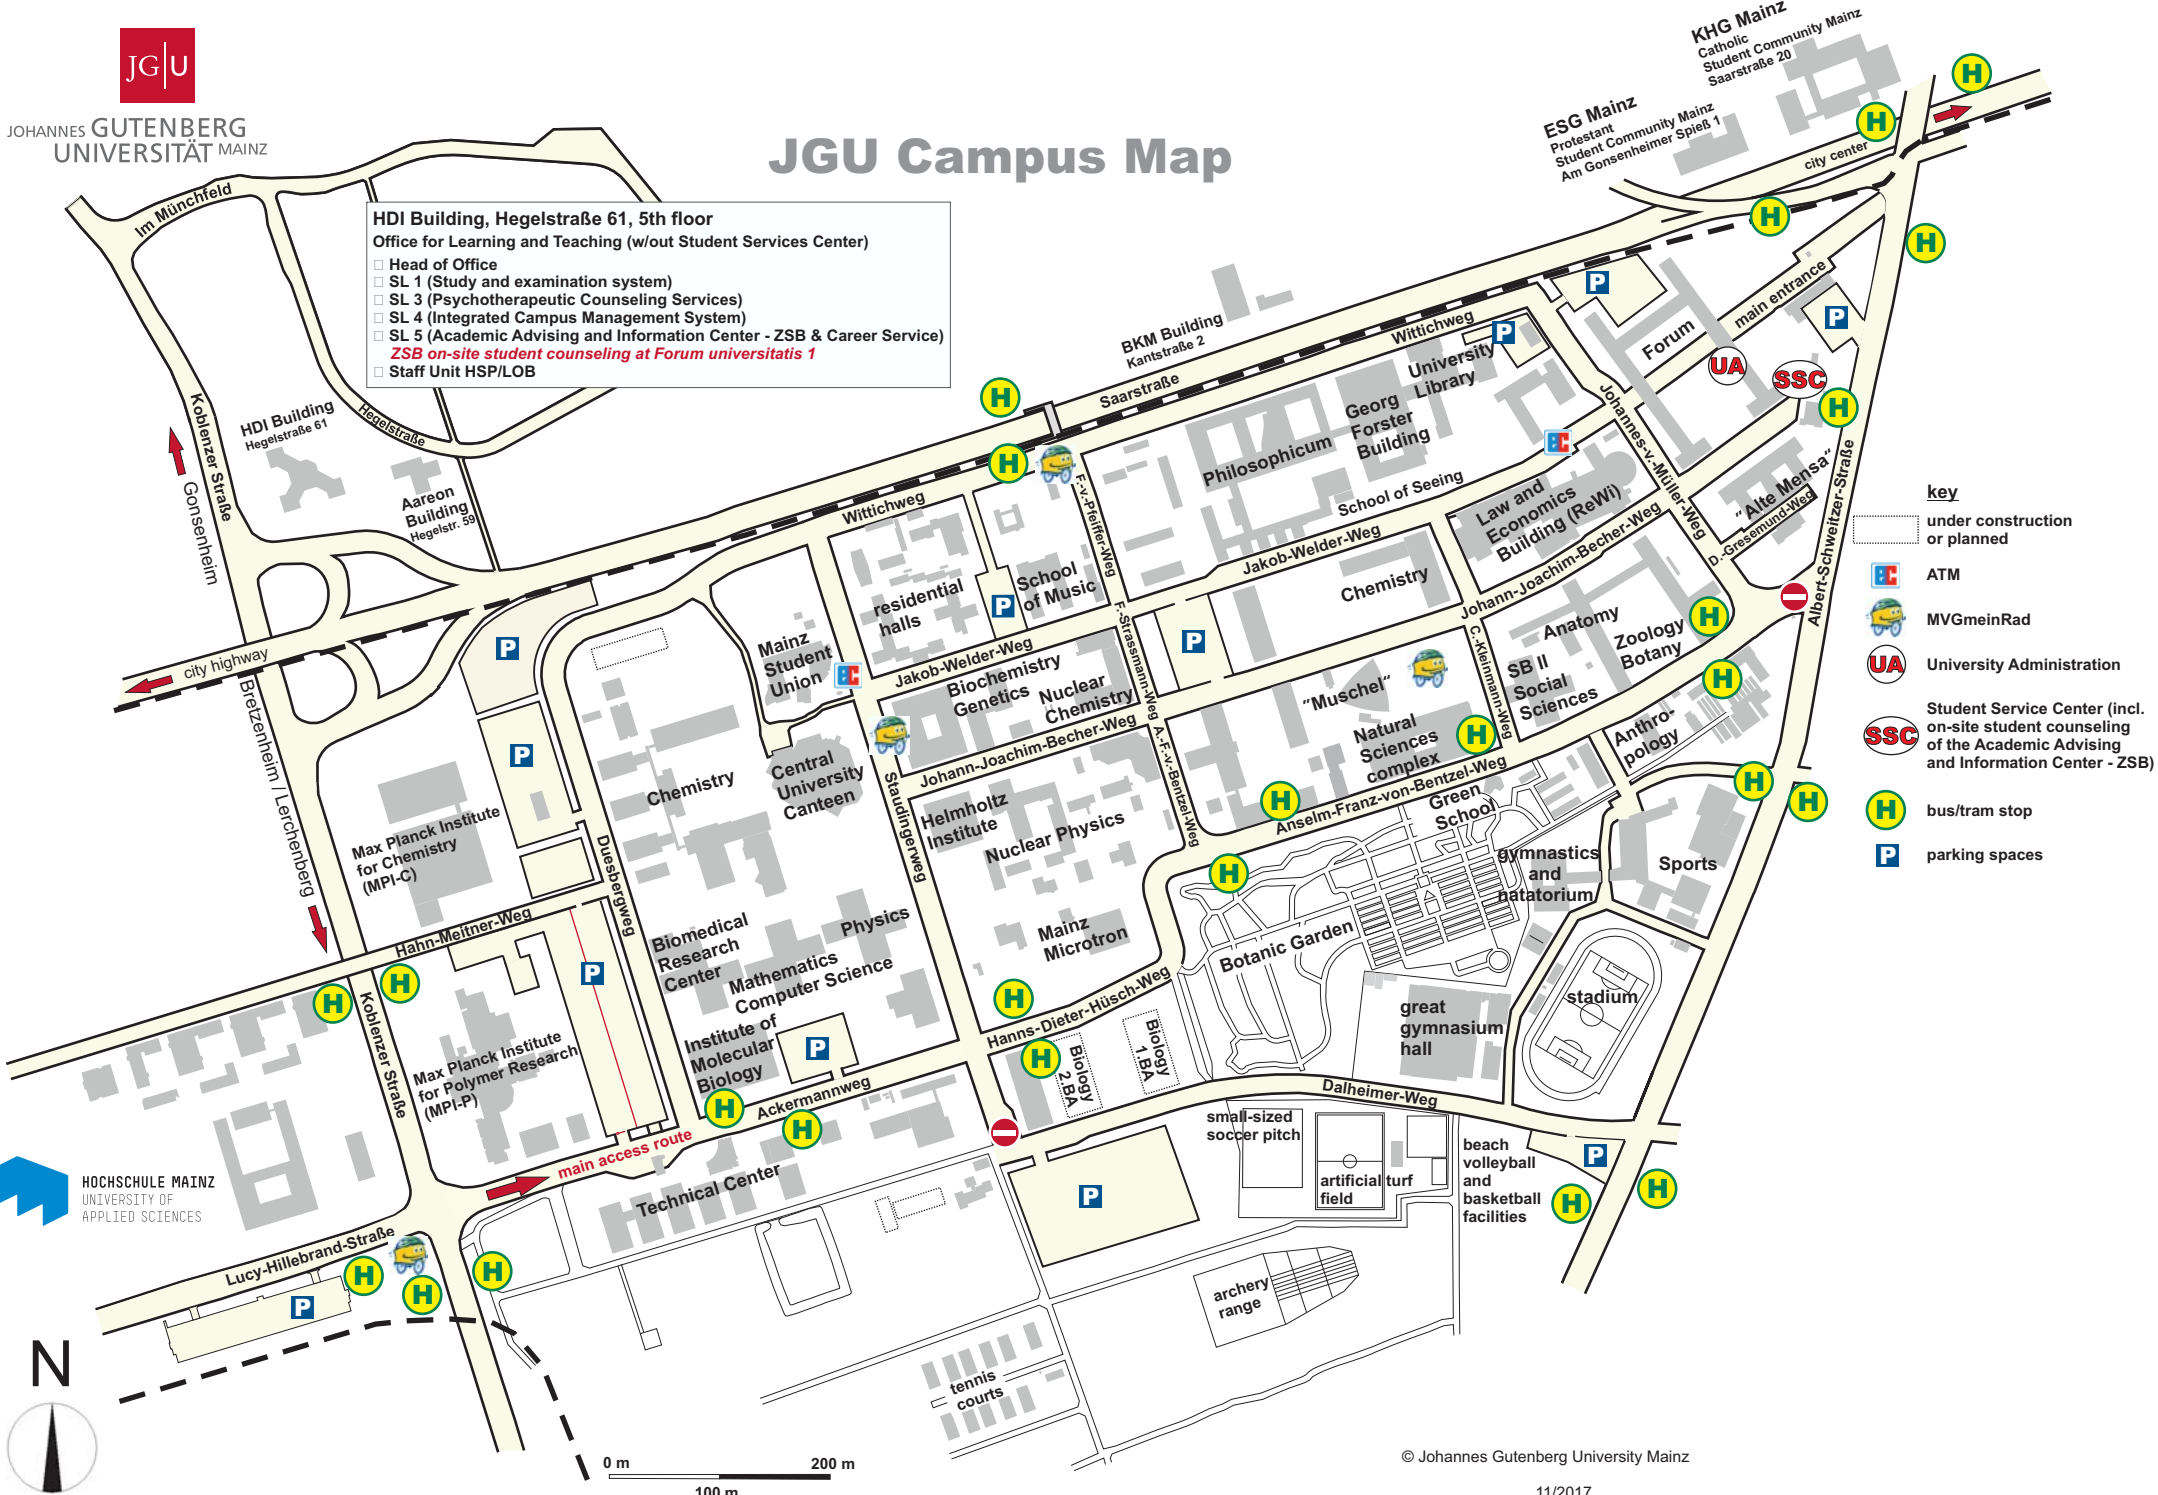 JG U
JOHANNES GUTENBERG
UNIVERSITÄT MAINZ
JGU Campus Map
KHG Mainz
Catholic
Student Community Mainz
Saarstraße 20
ESG Mainz
Protestant
Student Community Mainz
Am Gonsenheimer Spieß 1
city center
H
H
H
H
Im Münchfeld
HDI Building, Hegelstraße 61, 5th floor
Office for Learning and Teaching (w/out Student Services Center)
Head of Office
SL 1 (Study and examination system)
SL 3 (Psychotherapeutic Counseling Services)
SL 4 (Integrated Campus Management System)
SL 5 (Academic Advising and Information Center - ZSB & Career Service)
ZSB on-site student counseling at Forum universitatis 1
Staff Unit HSP/LOB
Koblenzer Straße
Gonsenheim
HDI Building
Hegelstraße 61
Hegelstraße
Aareon
Building
Hegelstr. 59
BKM Building
Kantstraße 2
Saarstraße
Wittichweg
P
P
University
Library
Georg
Forster
Building
Philosophicum
School of Seeing
Forum
main entrance
P
UA
SSC
H
H
H
EC
Johannes-v.-Müller-Weg
Law and
Economics
Building (ReWi)
"Alte Mensa"
D.-Gresemund-Weg
Albert-Schweitzer-Straße
Wittichweg
F.-v.-Pfeiffer-Weg
residential
halls
School
of Music
P
Jakob-Welder-Weg
Chemistry
Johann-Joachim-Becher-Weg
city highway
Bretzenheim / Lerchenberg
P
P
Mainz
Student
Union
EC
Jakob-Welder-Weg
F.-Strassmann-Weg
P
Biochemistry
Genetics
Nuclear
Chemistry
Johann-Joachim-Becher-Weg
Johann-Joachim-Becher-Weg
"Muschel"
Natural
Sciences
complex
C.-Kleinmann-Weg
Anatomy
Zoology
Botany
SB II
Social
Sciences
Anthro-
pology
H
H
H
H
H
Anselm-Franz-von-Bentzel-Weg
A.-F.-v.-Bentzel-Weg
H
H
H
Chemistry
Central
University
Canteen
Staudingerweg
Helmholtz
Institute
Nuclear Physics
Max Planck Institute
for Chemistry
(MPI-C)
Duesbergweg
Green
School
gymnastics
and
natatorium
Sports
Hahn-Meitner-Weg
P
Biomedical
Research
Center
Physics
Mathematics
Computer Science
Mainz
Microtron
Botanic Garden
H
H
H
Koblenzer Straße
Max Planck Institute
for Polymer Research
(MPI-P)
Institute of
Molecular
Biology
P
H
H
Ackermannweg
Hanns-Dieter-Hüsch-Weg
H
Biology
2.BA
Biology
1.BA
great
gymnasium
hall
stadium
Dalheimer-Weg
main access route
Technical Center
HOCHSCHULE MAINZ
UNIVERSITY OF
APPLIED SCIENCES
Lucy-Hillebrand-Straße
H
H
H
P
P
small-sized
soccer pitch
artificial turf
field
beach
volleyball
and
basketball
facilities
P
H
H
archery
range
tennis
courts
N
0 m
200 m
100 m
key
under construction
or planned
EC ATM
MVGmeinRad
UA University Administration
SSC Student Service Center (incl.
on-site student counseling
of the Academic Advising
and Information Center - ZSB)
H bus/tram stop
P parking spaces
© Johannes Gutenberg University Mainz
11/2017